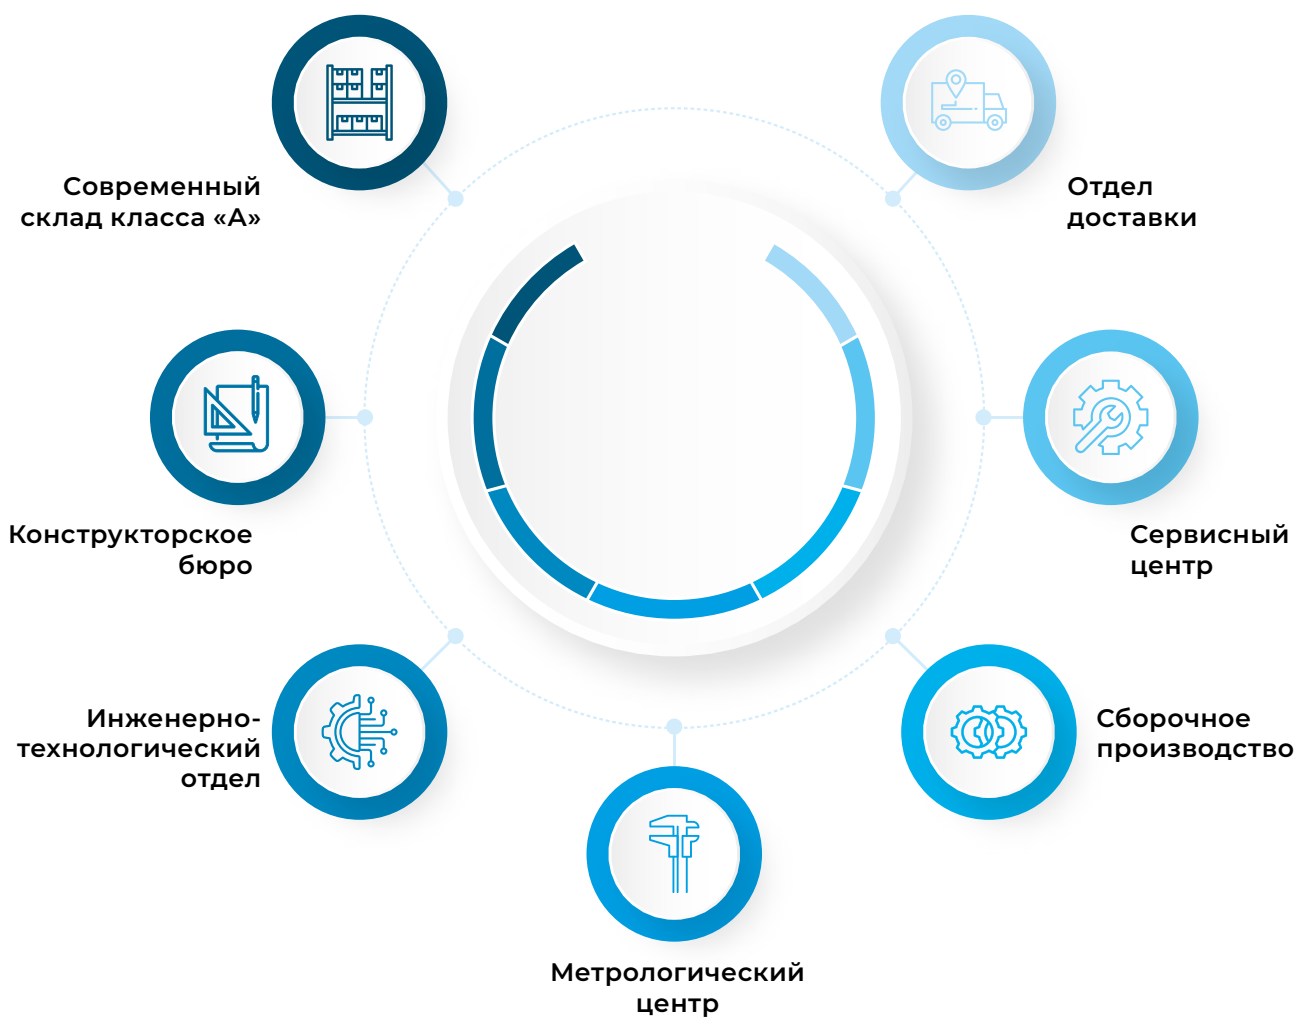 Современный
склад класса «А»
Отдел
доставки
Конструкторское
бюро
Сервисный
центр
Инженерно-
технологический
отдел
Сборочное
производство
Метрологический
центр